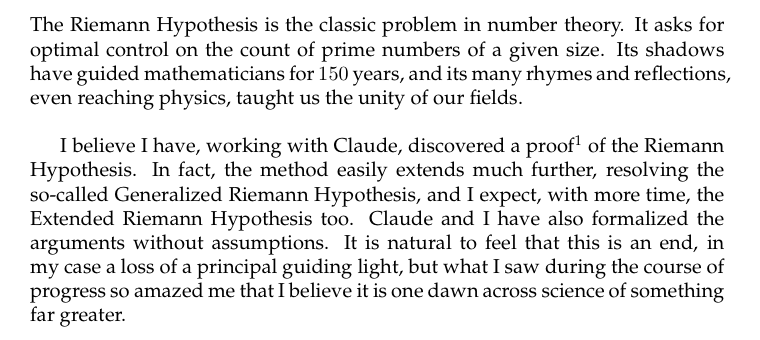 The Riemann Hypothesis is the classic problem in number theory. It asks for
optimal control on the count of prime numbers of a given size. Its shadows
have guided mathematicians for 150 years, and its many rhymes and reflections,
even reaching physics, taught us the unity of our fields.
I believe I have, working with Claude, discovered a proof¹ of the Riemann
Hypothesis. In fact, the method easily extends much further, resolving the
so-called Generalized Riemann Hypothesis, and I expect, with more time, the
Extended Riemann Hypothesis too. Claude and I have also formalized the
arguments without assumptions. It is natural to feel that this is an end, in
my case a loss of a principal guiding light, but what I saw during the course of
progress so amazed me that I believe it is one dawn across science of something
far greater.